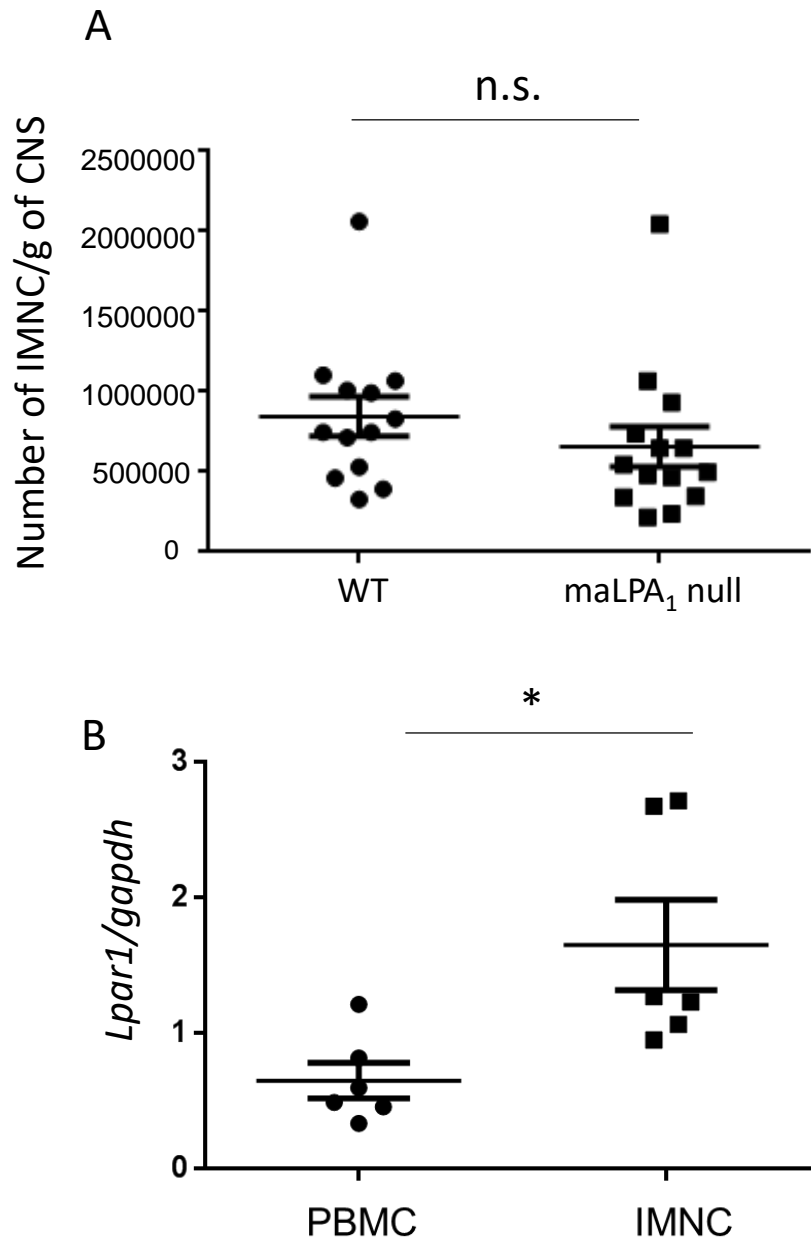 A
n.s.
Number of IMNC/g of CNS
2500000
2000000
1500000
1000000
500000
0
WT
maLPA₁ null
B
*
Lpar1/gapdh
3
2
1
0
PBMC
IMNC